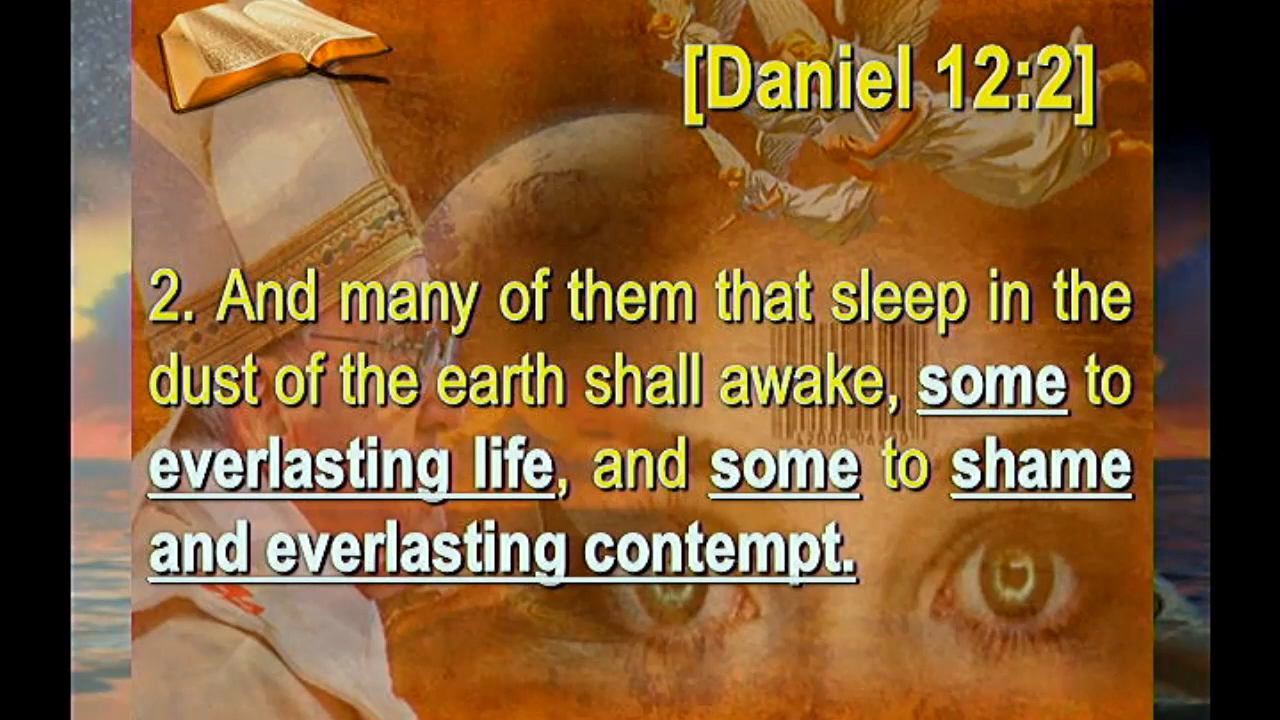 [Daniel 12:2]
2. And many of them that sleep in the
dust of the earth shall awake, some to
everlasting life, and some to shame
and everlasting contempt.